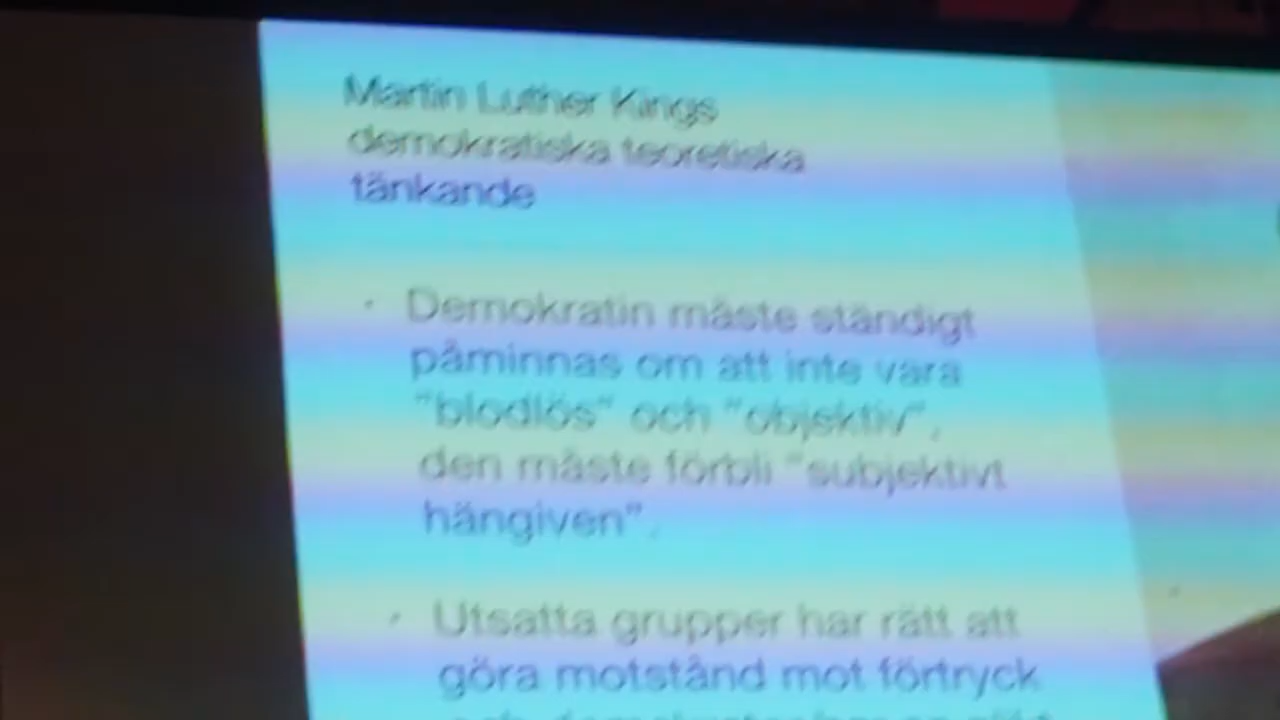 Martin Luther Kings
demokratiska teoretiska
tänkande
· Demokratin måste ständigt
påminnas om att inte vara
"blodlös" och "objektiv",
den måste förbli "subjektivt
hängiven".
· Utsatta grupper har rätt att
göra motstånd mot förtryck